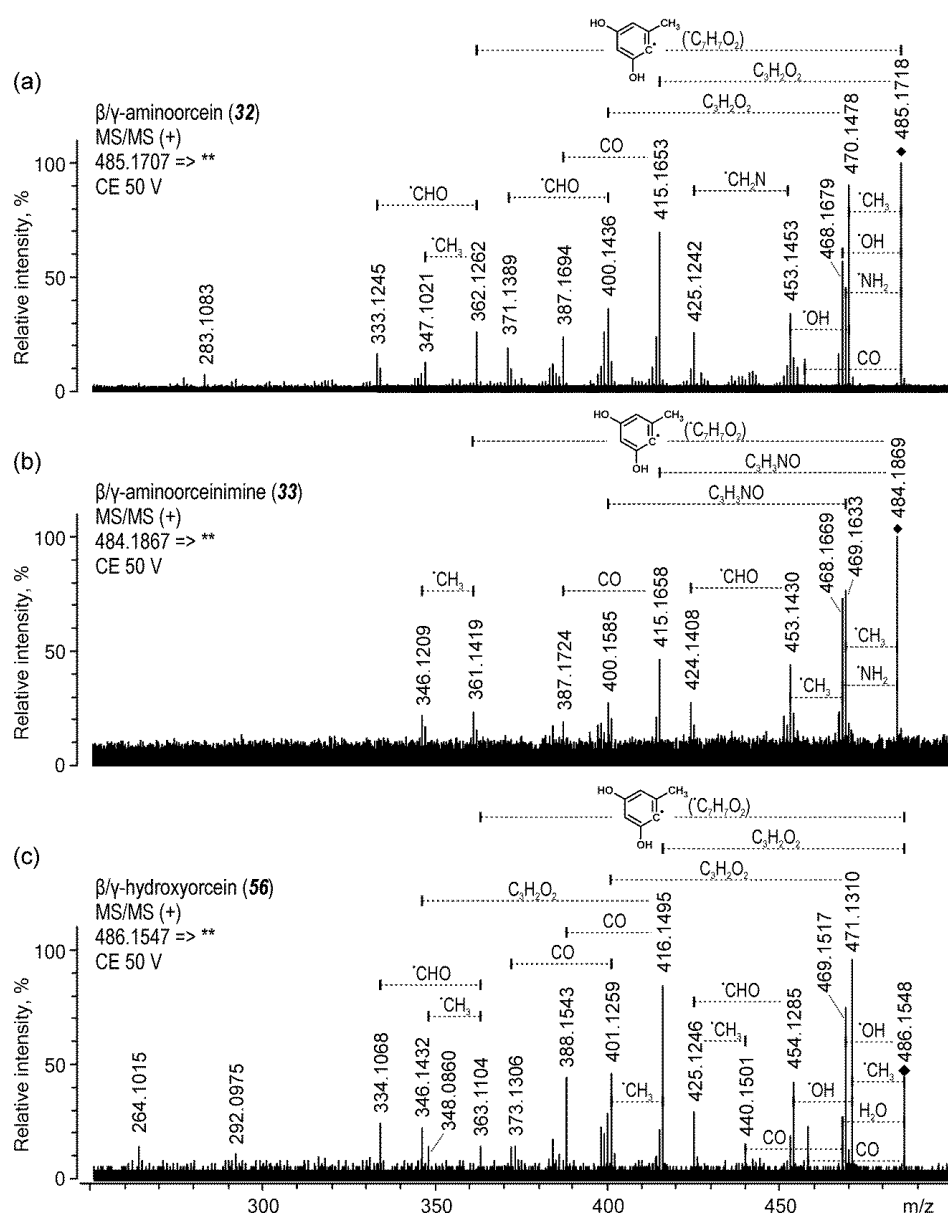 HO
CH₃
C•
OH
(•C₇H₇O₂)
(a)
C₃H₂O₂
C₃H₂O₂
β/γ-aminoorcein (32)
MS/MS (+)
485.1707 => **
CE 50 V
Relative intensity, %
100
50
0
CO
•CHO
•CHO
•CH₂N
•CH₃
•CH₃
•OH
•NH₂
•OH
CO
283.1083
333.1245
347.1021
362.1262
371.1389
387.1694
400.1436
415.1653
425.1242
453.1453
468.1679
470.1478
485.1718
HO
CH₃
C•
OH
(•C₇H₇O₂)
(b)
C₃H₃NO
C₃H₃NO
β/γ-aminoorceinimine (33)
MS/MS (+)
484.1867 => **
CE 50 V
Relative intensity, %
100
50
0
•CH₃
CO
•CHO
•CH₃
•NH₂
•CH₃
346.1209
361.1419
387.1724
400.1585
415.1658
424.1408
453.1430
468.1669
469.1633
484.1869
HO
CH₃
C•
OH
(•C₇H₇O₂)
(c)
C₃H₂O₂
C₃H₂O₂
C₃H₂O₂
β/γ-hydroxyorcein (56)
MS/MS (+)
486.1547 => **
CE 50 V
Relative intensity, %
100
50
0
CO
CO
•CHO
•CH₃
•CHO
•CH₃
•CH₃
•OH
•CH₃
•OH
H₂O
CO
CO
264.1015
292.0975
334.1068
346.1432
348.0860
363.1104
373.1306
388.1543
401.1259
416.1495
425.1246
440.1501
454.1285
469.1517
471.1310
486.1548
300
350
400
450
m/z